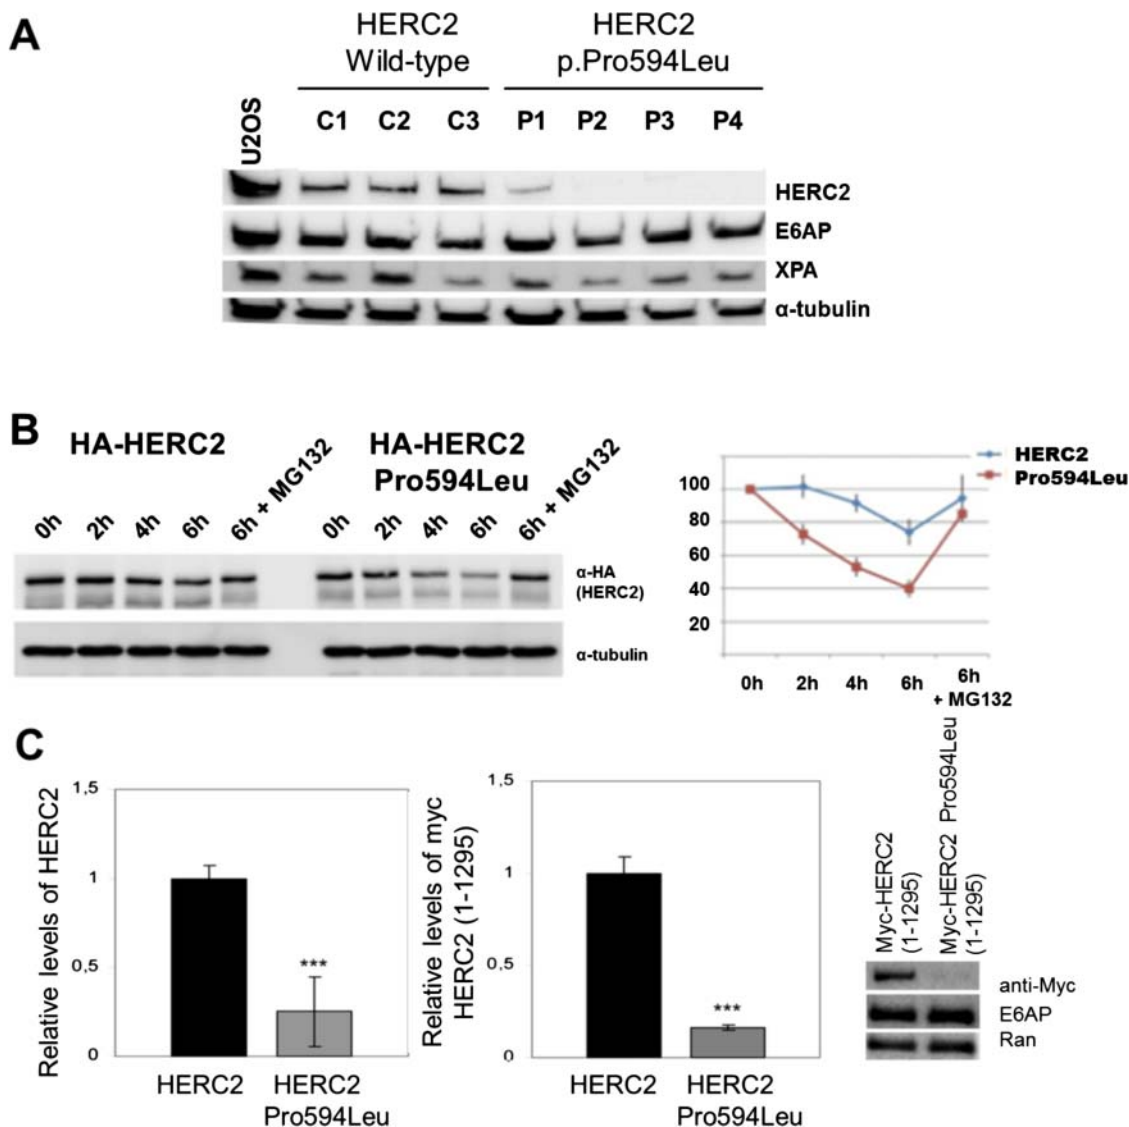 A
HERC2
Wild-type
HERC2
p.Pro594Leu
U2OS
C1 C2 C3 P1 P2 P3 P4
HERC2
E6AP
XPA
α-tubulin
B
HA-HERC2
HA-HERC2
Pro594Leu
0h 2h 4h 6h 6h + MG132 0h 2h 4h 6h 6h + MG132
α-HA
(HERC2)
α-tubulin
HERC2
Pro594Leu
100
80
60
40
20
0h 2h 4h 6h 6h
+ MG132
C
Relative levels of HERC2
1,5
1
0,5
0
***
HERC2 HERC2
Pro594Leu
Relative levels of myc
HERC2 (1-1295)
1,5
1
0,5
0
***
HERC2 HERC2
Pro594Leu
Myc-HERC2
(1-1295)
Myc-HERC2 Pro594Leu
(1-1295)
anti-Myc
E6AP
Ran